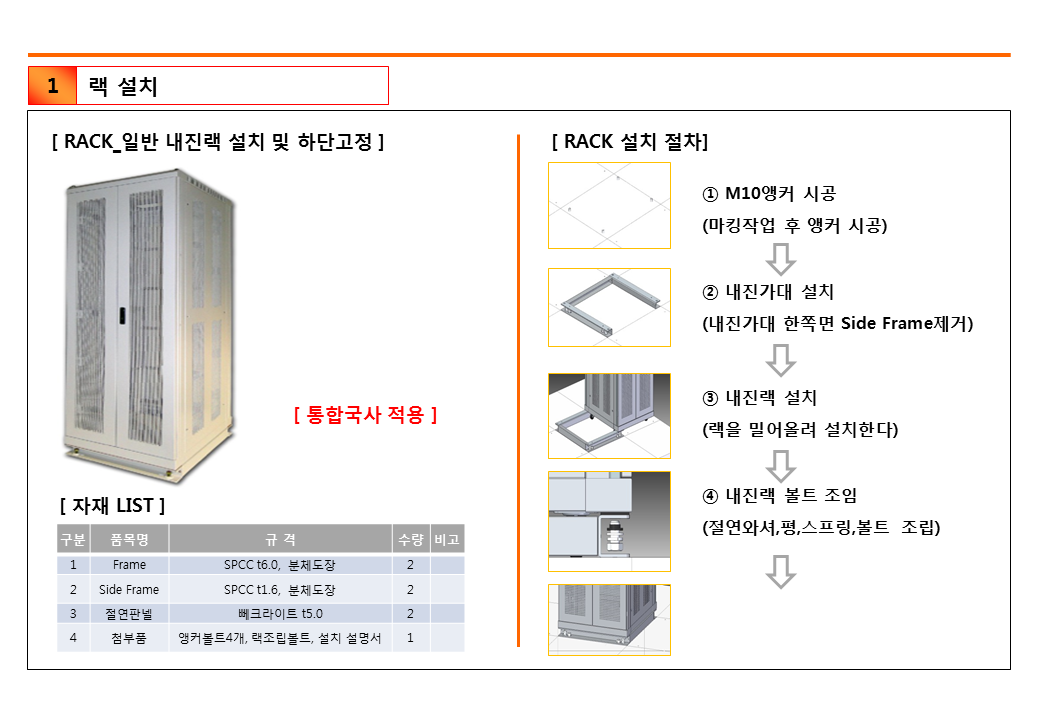 1 랙 설치
[ RACK_일반 내진랙 설치 및 하단고정 ]
[ 통합국사 적용 ]
[ 자재 LIST ]
구분 품목명 규 격 수량 비고
1 Frame SPCC t6.0, 분체도장 2
2 Side Frame SPCC t1.6, 분체도장 2
3 절연판넬 뻬크라이트 t5.0 2
4 첨부품 앵커볼트4개, 랙조립볼트, 설치 설명서 1
[ RACK 설치 절차]
① M10앵커 시공
(마킹작업 후 앵커 시공)
② 내진가대 설치
(내진가대 한쪽면 Side Frame제거)
③ 내진랙 설치
(랙을 밀어올려 설치한다)
④ 내진랙 볼트 조임
(절연와셔,평,스프링,볼트 조립)